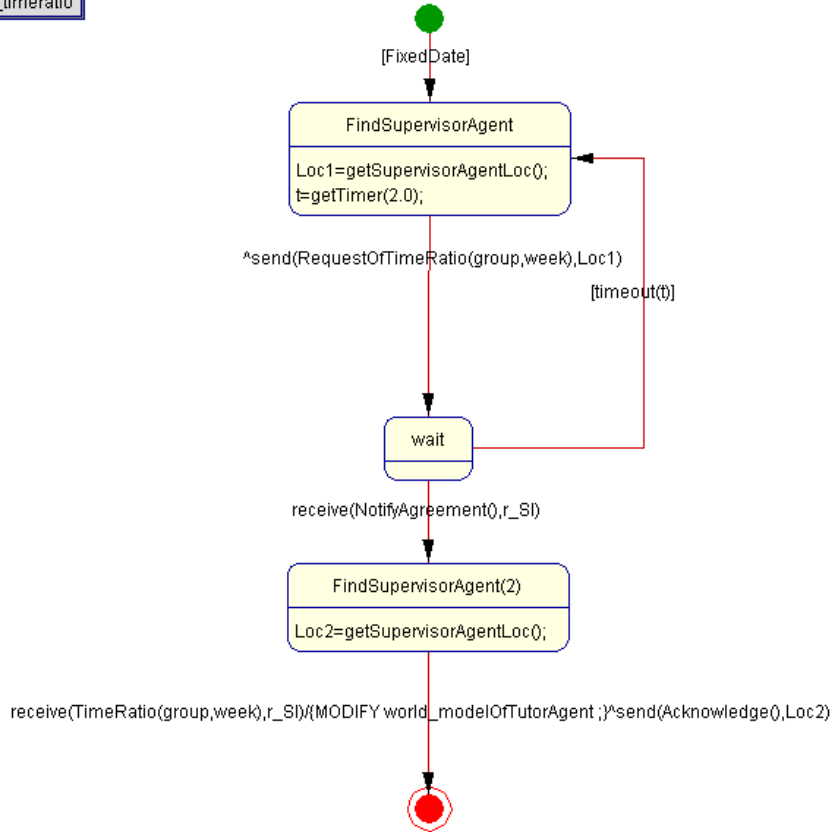 _timeratio
[FixedDate]
FindSupervisorAgent
Loc1=getSupervisorAgentLoc();
t=getTimer(2.0);
^send(RequestOfTimeRatio(group,week),Loc1)
[timeout(t)]
wait
receive(NotifyAgreement(),r_SI)
FindSupervisorAgent(2)
Loc2=getSupervisorAgentLoc();
receive(TimeRatio(group,week),r_SI)/{MODIFY world_modelOfTutorAgent ;}^send(Acknowledge(),Loc2)